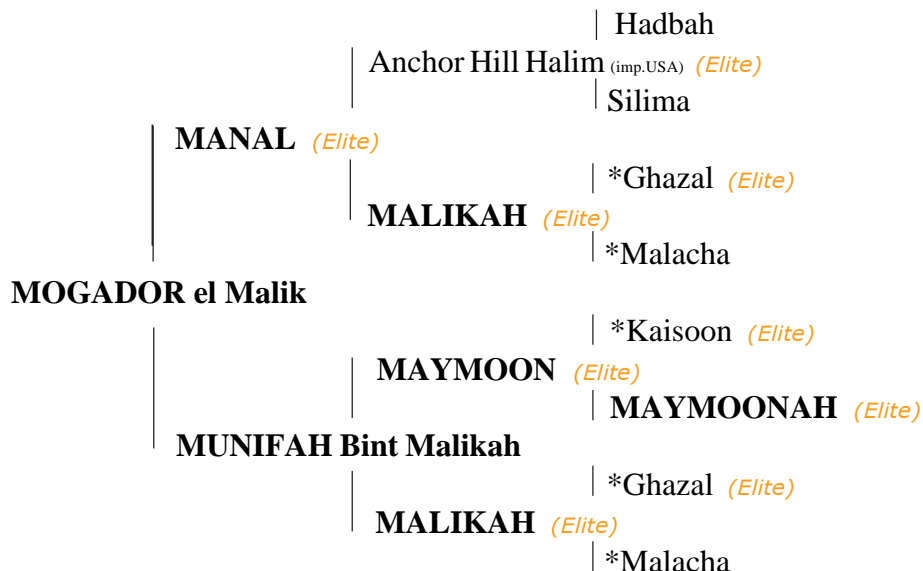 Hadbah
Anchor Hill Halim (imp.USA) (Elite)
Silima
MANAL (Elite)
*Ghazal (Elite)
MALIKAH (Elite)
*Malacha
MOGADOR el Malik
*Kaisoon (Elite)
MAYMOON (Elite)
MAYMOONAH (Elite)
MUNIFAH Bint Malikah
*Ghazal (Elite)
MALIKAH (Elite)
*Malacha